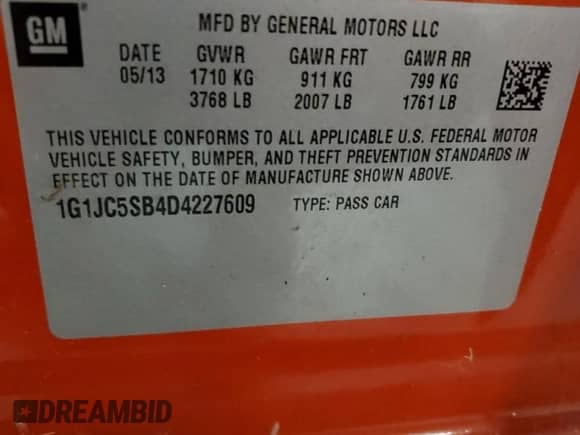 GM
MFD BY GENERAL MOTORS LLC
DATE GVWR GAWR FRT GAWR RR
05/13 1710 KG 911 KG 799 KG
3768 LB 2007 LB 1761 LB
THIS VEHICLE CONFORMS TO ALL APPLICABLE U.S. FEDERAL MOTOR
VEHICLE SAFETY, BUMPER, AND THEFT PREVENTION STANDARDS IN
EFFECT ON THE DATE OF MANUFACTURE SHOWN ABOVE.
1G1JC5SB4D4227609 TYPE: PASS CAR
DREAMBID